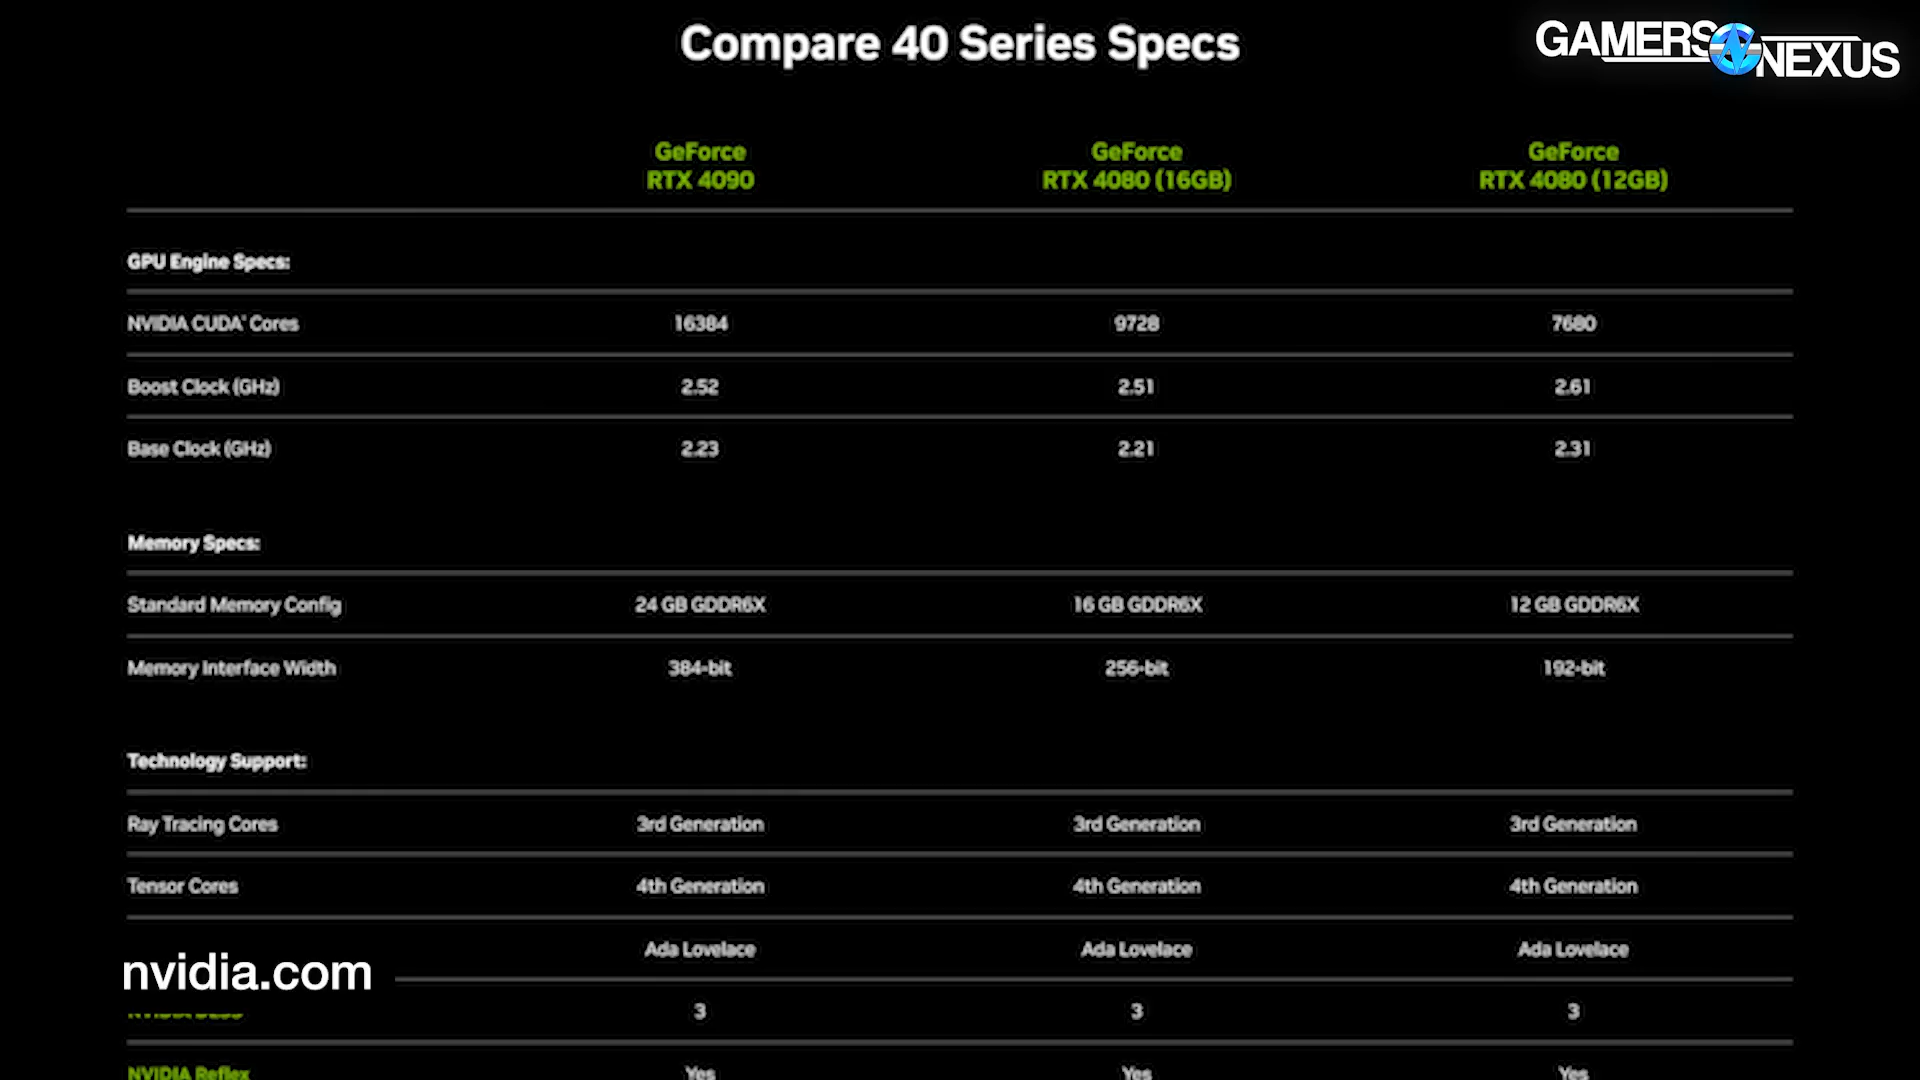 Compare 40 Series Specs
GAMERS NEXUS
GeForce RTX 4090
GeForce RTX 4080 (16GB)
GeForce RTX 4080 (12GB)
GPU Engine Specs:
NVIDIA CUDA® Cores 16384 9728 7680
Boost Clock (GHz) 2.52 2.51 2.61
Base Clock (GHz) 2.23 2.21 2.31
Memory Specs:
Standard Memory Config 24 GB GDDR6X 16 GB GDDR6X 12 GB GDDR6X
Memory Interface Width 384-bit 256-bit 192-bit
Technology Support:
Ray Tracing Cores 3rd Generation 3rd Generation 3rd Generation
Tensor Cores 4th Generation 4th Generation 4th Generation
Ada Lovelace Ada Lovelace Ada Lovelace
nvidia.com
3 3 3
NVIDIA Reflex Yes Yes Yes